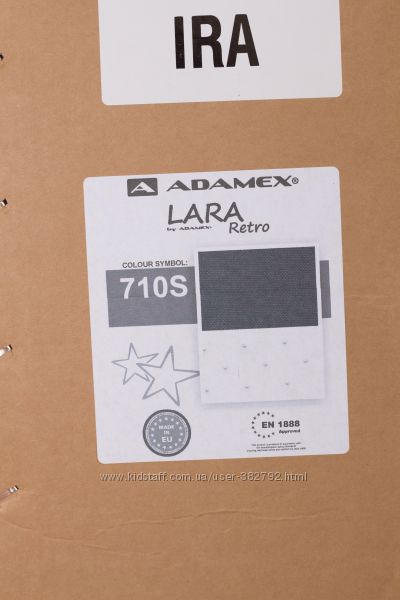 IRA
ADAMEX®
LARA
by ADAMEX
Retro
COLOUR SYMBOL:
710S
MADE
IN
EU
EN 1888
Approved
www.kidstaff.com.ua/user-382792.html